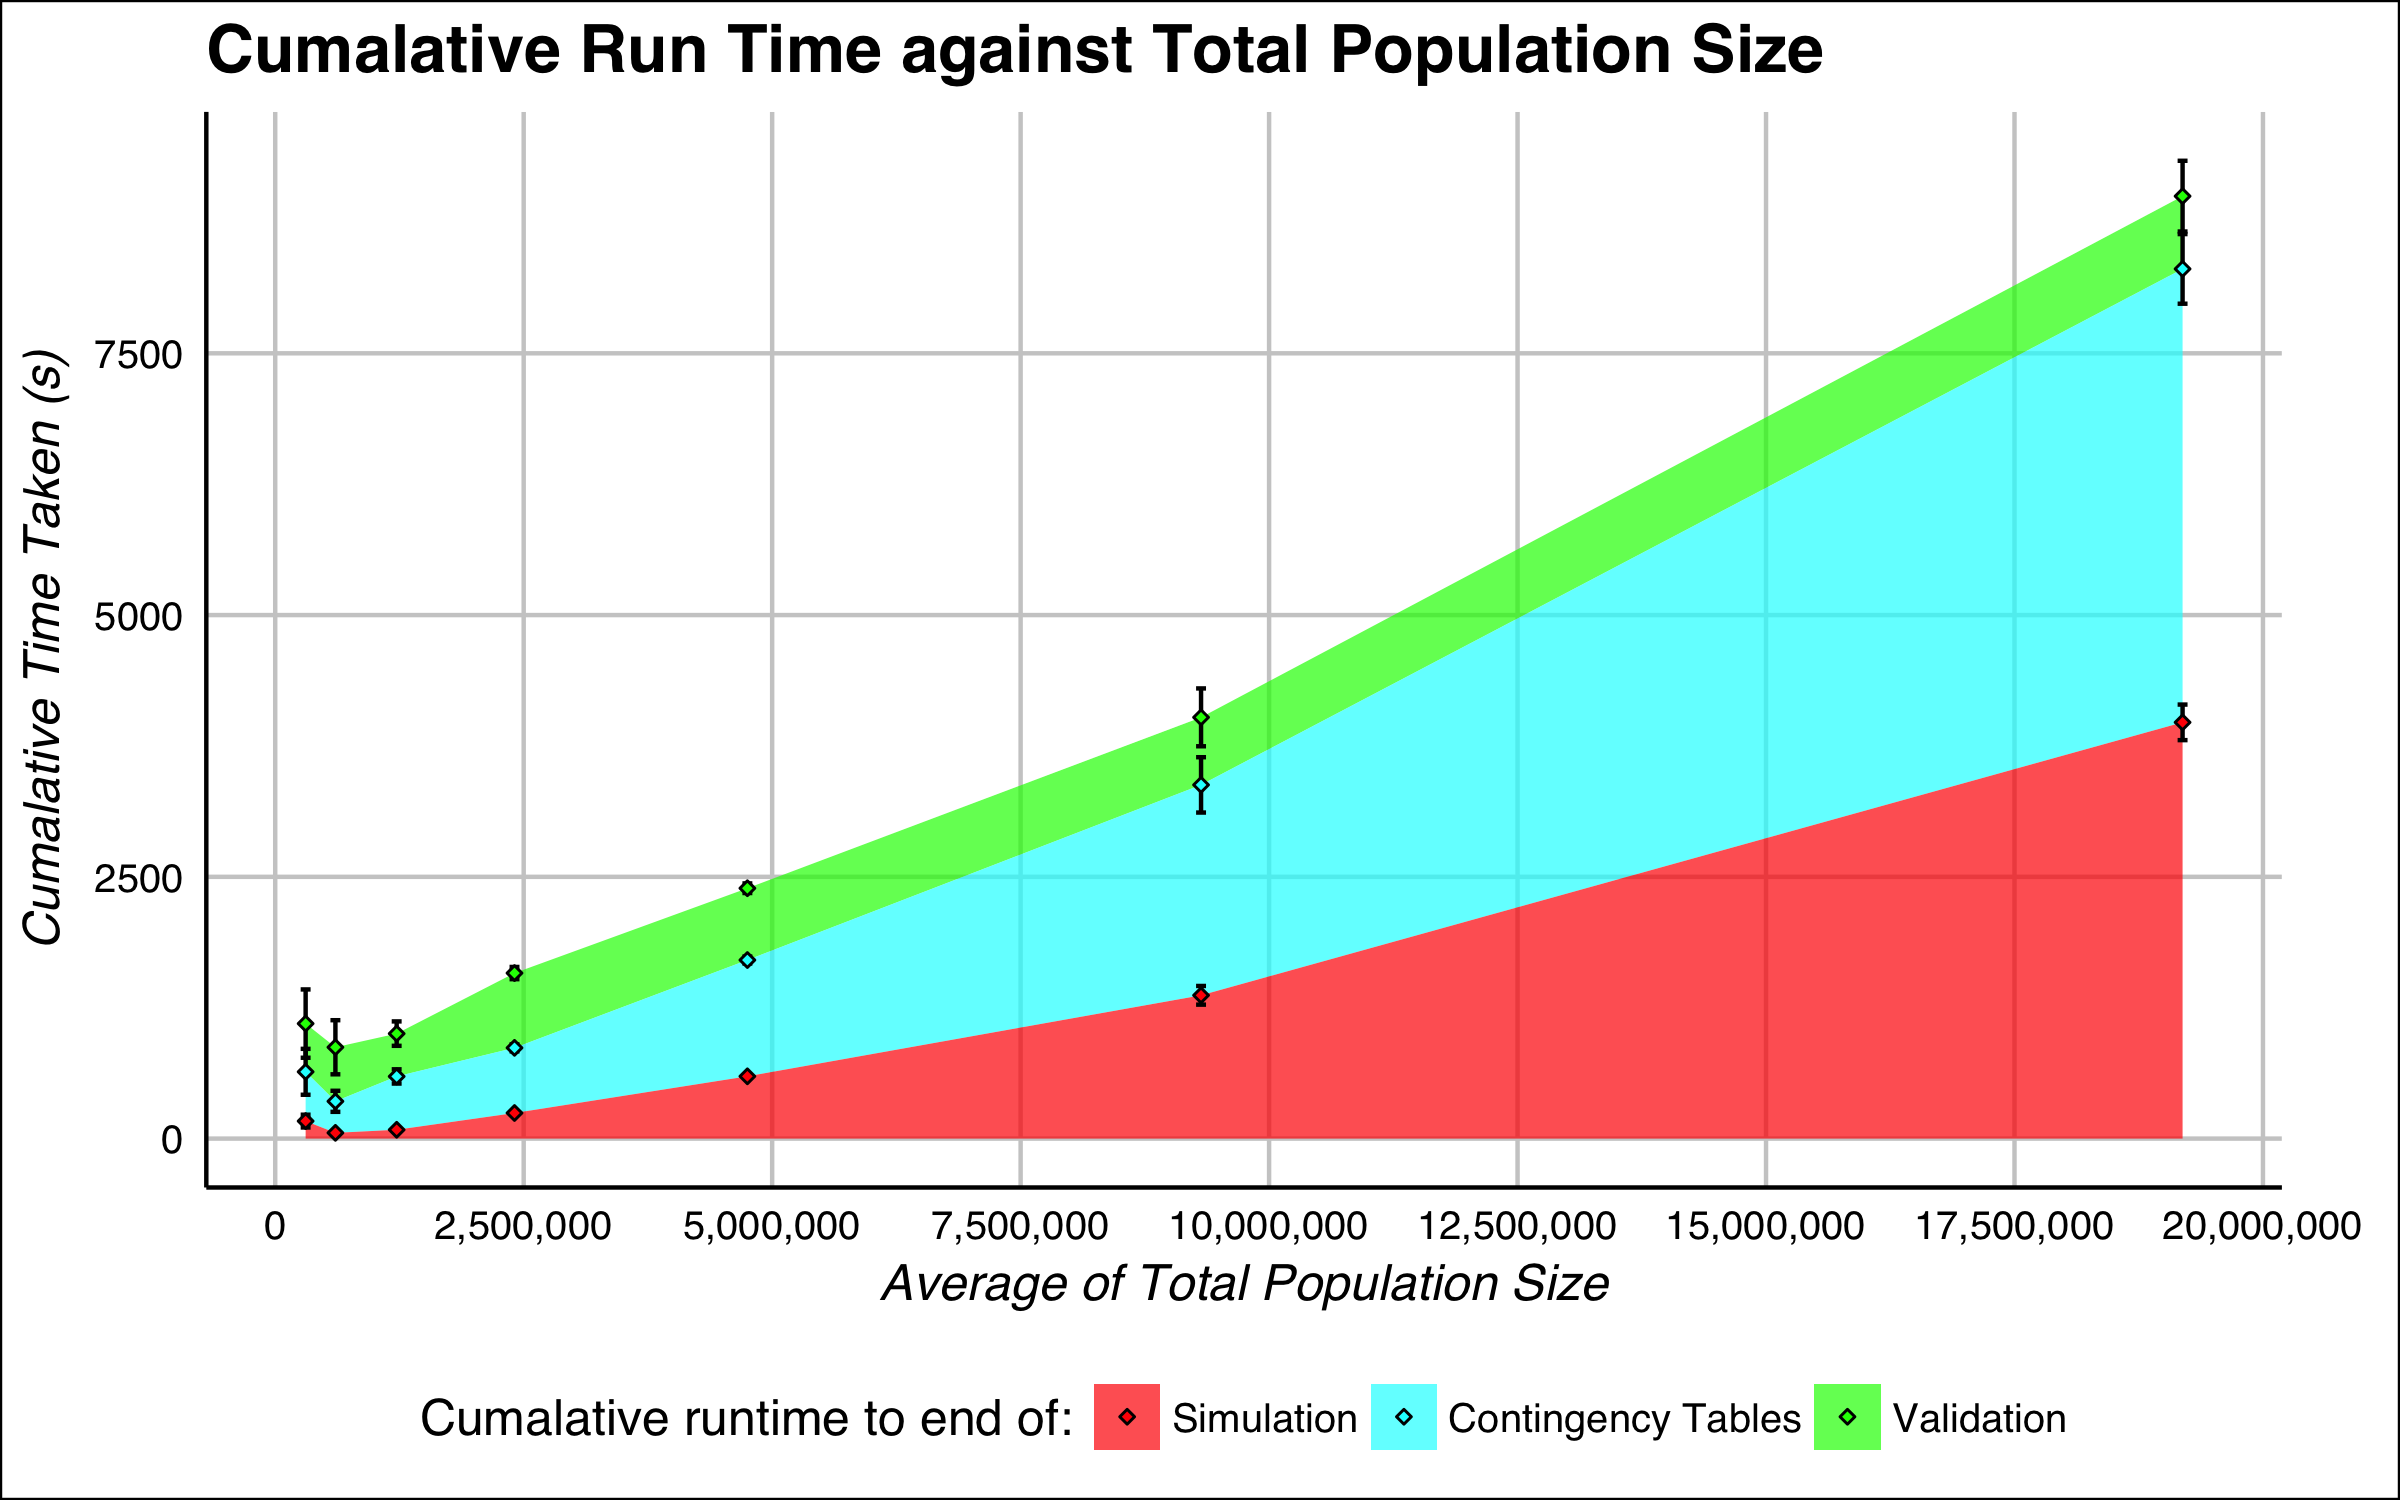 Cumalative Run Time against Total Population Size
Cumalative Time Taken (s)
7500
5000
2500
0
0 2,500,000 5,000,000 7,500,000 10,000,000 12,500,000 15,000,000 17,500,000 20,000,000
Average of Total Population Size
Cumalative runtime to end of: Simulation Contingency Tables Validation